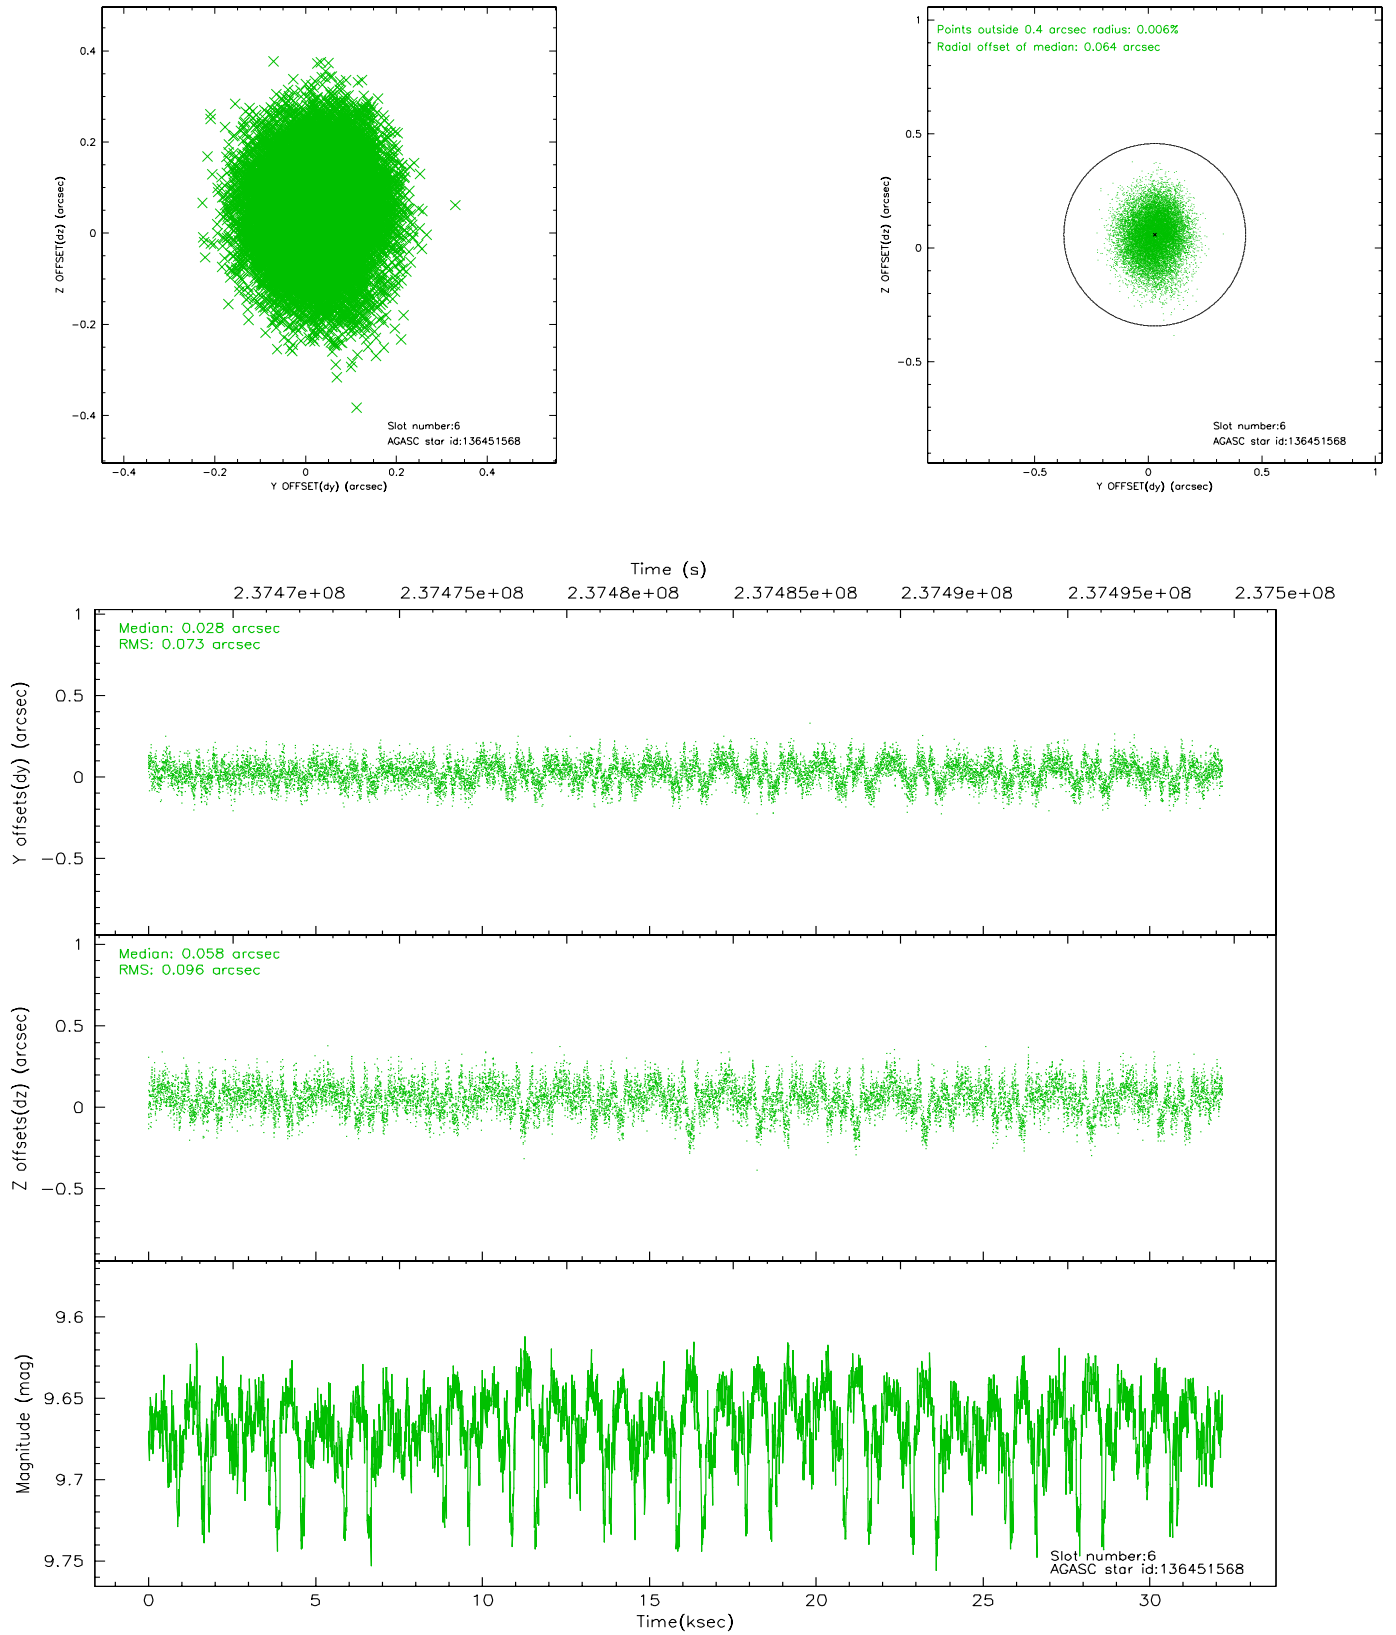 0.4
0.2
0
-0.2
-0.4
Z OFFSET(dz) (arcsec)
Slot number:6
AGASC star id:136451568
-0.4 -0.2 0 0.2 0.4
Y OFFSET(dy) (arcsec)
Points outside 0.4 arcsec radius: 0.006%
Radial offset of median: 0.064 arcsec
1
0.5
0
-0.5
Z OFFSET(dz) (arcsec)
Slot number:6
AGASC star id:136451568
-0.5 0 0.5 1
Y OFFSET(dy) (arcsec)
Time (s)
2.3747e+08 2.37475e+08 2.3748e+08 2.37485e+08 2.3749e+08 2.37495e+08 2.375e+08
Median: 0.028 arcsec
RMS: 0.073 arcsec
1
0.5
0
-0.5
Y offsets(dy) (arcsec)
Median: 0.058 arcsec
RMS: 0.096 arcsec
1
0.5
0
-0.5
Z offsets(dz) (arcsec)
9.6
9.65
9.7
9.75
Magnitude (mag)
Slot number:6
AGASC star id:136451568
0 5 10 15 20 25 30
Time(ksec)